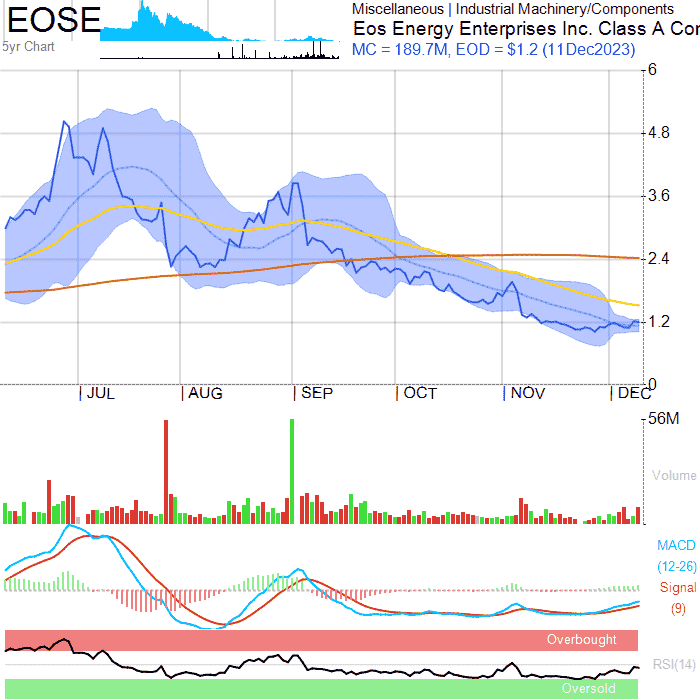 EOSE
5yr Chart
Miscellaneous | Industrial Machinery/Components
Eos Energy Enterprises Inc. Class A Cor
MC = 189.7M, EOD = $1.2 (11Dec2023)
6
4.8
3.6
2.4
1.2
0
| JUL | AUG | SEP | OCT | NOV | DEC
56M
Volume
MACD
(12-26)
Signal
(9)
Overbought
RSI(14)
Oversold